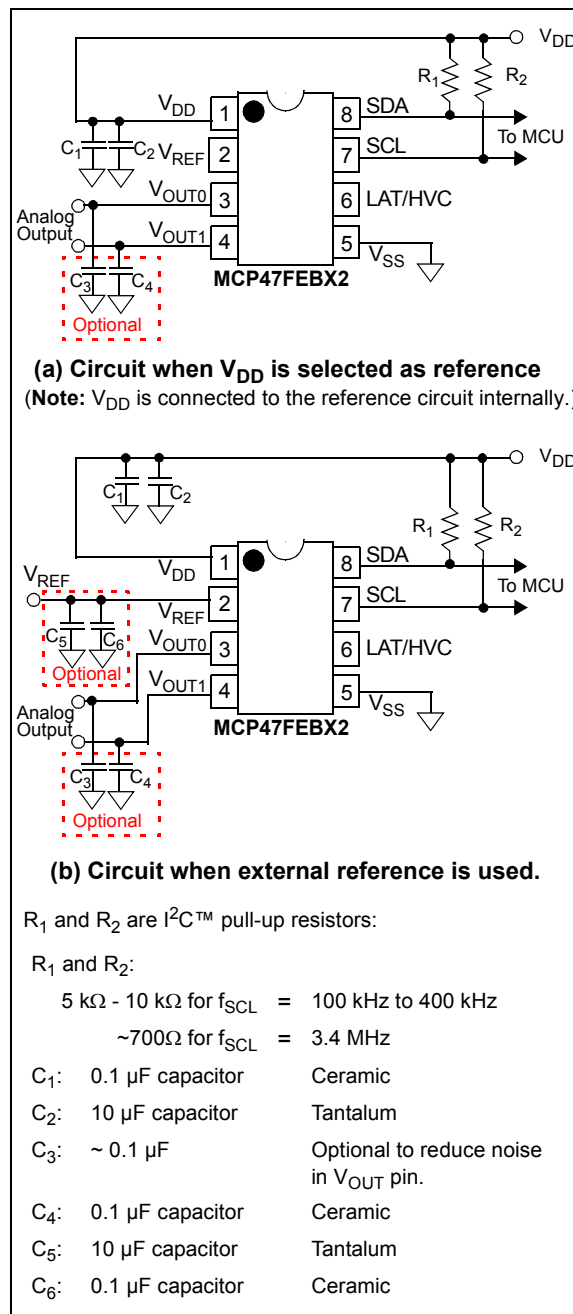 VDD
R1 R2
VDD 1 8 SDA
To MCU
C1 C2 VREF 2 7 SCL
VOUT0 3 6 LAT/HVC
Analog
Output VOUT1 4 5 VSS
C3 C4
Optional
MCP47FEBX2
(a) Circuit when VDD is selected as reference
(Note: VDD is connected to the reference circuit internally.)
VDD
C1 C2
R1 R2
VDD 1 8 SDA
To MCU
VREF
VREF 2 7 SCL
C5 C6
VOUT0 3 6 LAT/HVC
Optional
VOUT1 4 5 VSS
Analog
Output
MCP47FEBX2
C3 C4
Optional
(b) Circuit when external reference is used.
R1 and R2 are I2C™ pull-up resistors:
R1 and R2:
5 kΩ - 10 kΩ for fSCL = 100 kHz to 400 kHz
~700Ω for fSCL = 3.4 MHz
C1: 0.1 µF capacitor Ceramic
C2: 10 µF capacitor Tantalum
C3: ~ 0.1 µF Optional to reduce noise
in VOUT pin.
C4: 0.1 µF capacitor Ceramic
C5: 10 µF capacitor Tantalum
C6: 0.1 µF capacitor Ceramic